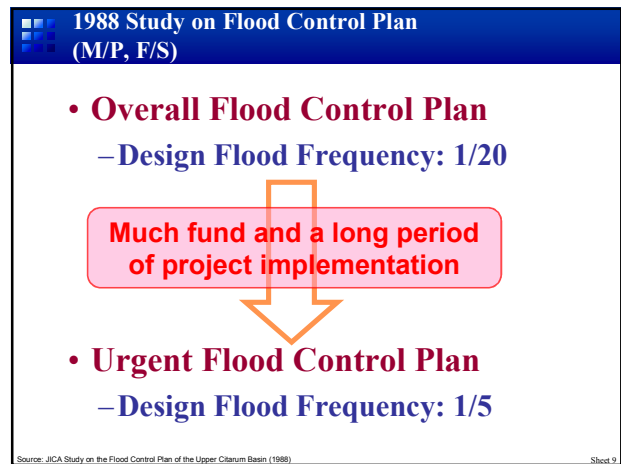 1988 Study on Flood Control Plan
(M/P, F/S)
• Overall Flood Control Plan
–Design Flood Frequency: 1/20
Much fund and a long period
of project implementation
• Urgent Flood Control Plan
–Design Flood Frequency: 1/5
Source: JICA Study on the Flood Control Plan of the Upper Citarum Basin (1988)
Sheet 9